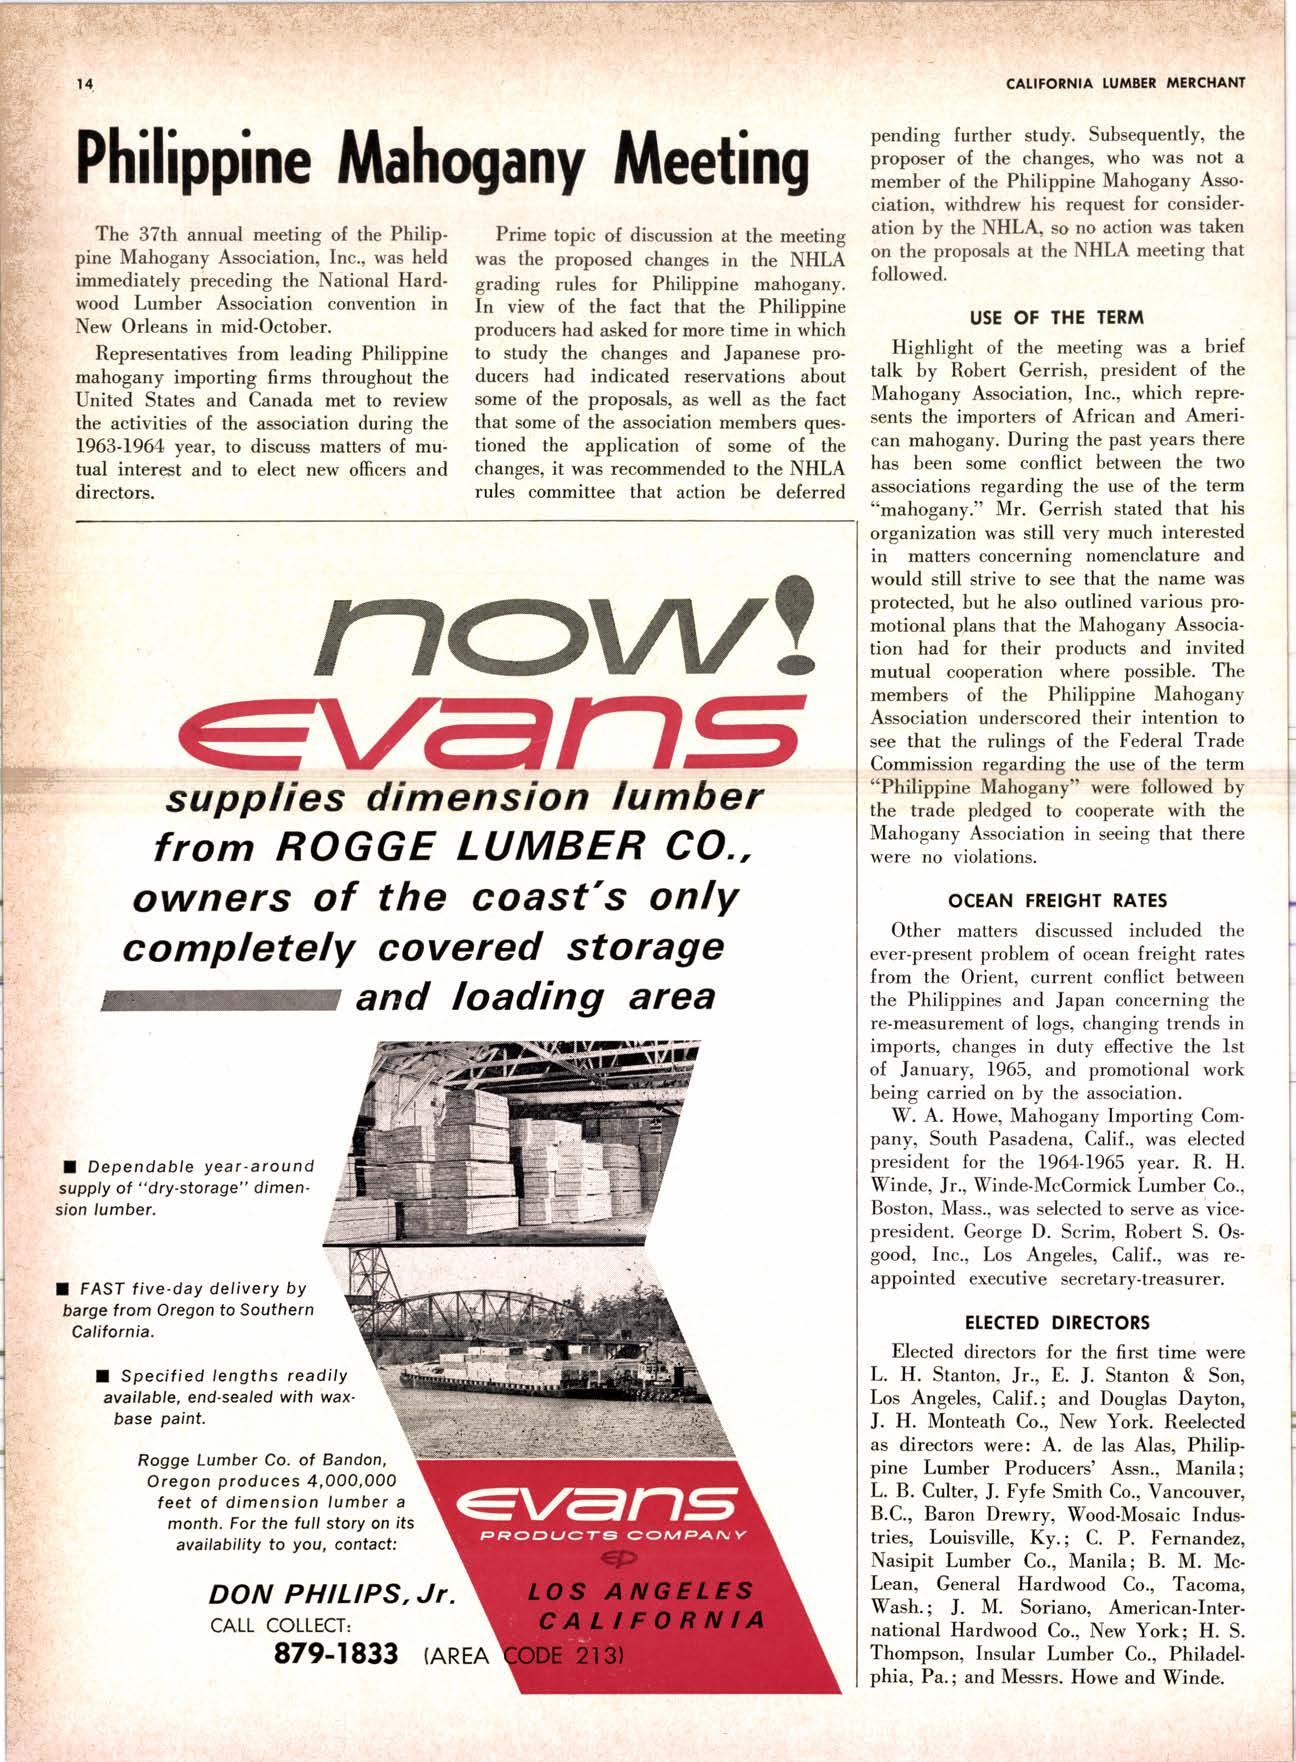 14
CALIFORNIA LUMBER MERCHANT
Philippine Mahogany Meeting
The 37th annual meeting of the Philip-
pine Mahogany Association, Inc., was held
immediately preceding the National Hard-
wood Lumber Association convention in
New Orleans in mid-October.
Representatives from leading Philippine
mahogany importing firms throughout the
United States and Canada met to review
the activities of the association during the
1963-1964 year, to discuss matters of mu-
tual interest and to elect new officers and
directors.
Prime topic of discussion at the meeting
was the proposed changes in the NHLA
grading rules for Philippine mahogany.
In view of the fact that the Philippine
producers had asked for more time in which
to study the changes and Japanese pro-
ducers had indicated reservations about
some of the proposals, as well as the fact
that some of the association members ques-
tioned the application of some of the
changes, it was recommended to the NHLA
rules committee that action be deferred
pending further study. Subsequently, the
proposer of the changes, who was not a
member of the Philippine Mahogany Asso-
ciation, withdrew his request for consider-
ation by the NHLA, so no action was taken
on the proposals at the NHLA meeting that
followed.
USE OF THE TERM
Highlight of the meeting was a brief
talk by Robert Gerrish, president of the
Mahogany Association, Inc., which repre-
sents the importers of African and Ameri-
can mahogany. During the past years there
has been some conflict between the two
associations regarding the use of the term
“mahogany.” Mr. Gerrish stated that his
organization was still very much interested
in matters concerning nomenclature and
would still strive to see that the name was
protected, but he also outlined various pro-
motional plans that the Mahogany Associa-
tion had for their products and invited
mutual cooperation where possible. The
members of the Philippine Mahogany
Association underscored their intention to
see that the rulings of the Federal Trade
Commission regarding the use of the term
“Philippine Mahogany” were followed by
the trade pledged to cooperate with the
Mahogany Association in seeing that there
were no violations.
OCEAN FREIGHT RATES
Other matters discussed included the
ever-present problem of ocean freight rates
from the Orient, current conflict between
the Philippines and Japan concerning the
re-measurement of logs, changing trends in
imports, changes in duty effective the 1st
of January, 1965, and promotional work
being carried on by the association.
W. A. Howe, Mahogany Importing Com-
pany, South Pasadena, Calif., was elected
president for the 1964-1965 year. R. H.
Winde, Jr., Winde-McCormick Lumber Co.,
Boston, Mass., was selected to serve as vice-
president. George D. Scrim, Robert S. Os-
good, Inc., Los Angeles, Calif., was re-
appointed executive secretary-treasurer.
ELECTED DIRECTORS
Elected directors for the first time were
L. H. Stanton, Jr., E. J. Stanton & Son,
Los Angeles, Calif.; and Douglas Dayton,
J. H. Monteath Co., New York. Reelected
as directors were: A. de las Alas, Philip-
pine Lumber Producers’ Assn., Manila;
L. B. Culter, J. Fyfe Smith Co., Vancouver,
B.C., Baron Drewry, Wood-Mosaic Indus-
tries, Louisville, Ky.; C. P. Fernandez,
Nasipit Lumber Co., Manila; B. M. Mc-
Lean, General Hardwood Co., Tacoma,
Wash.; J. M. Soriano, American-Inter-
national Hardwood Co., New York; H. S.
Thompson, Insular Lumber Co., Philadel-
phia, Pa.; and Messrs. Howe and Winde.
now!
evans
supplies dimension lumber
from ROGGE LUMBER CO.,
owners of the coast's only
completely covered storage
and loading area
■ Dependable year-around
supply of "dry-storage" dimen-
sion lumber.
■ FAST five-day delivery by
barge from Oregon to Southern
California.
■ Specified lengths readily
available, end-sealed with wax-
base paint.
Rogge Lumber Co. of Bandon,
Oregon produces 4,000,000
feet of dimension lumber a
month. For the full story on its
availability to you, contact:
DON PHILIPS, Jr.
CALL COLLECT:
879-1833 (AREA CODE 213)
evans
PRODUCTS COMPANY
ep
LOS ANGELES
CALIFORNIA